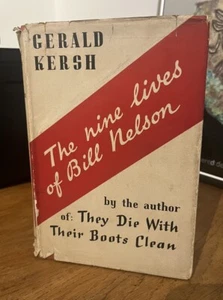 GERALD
KERSH
The nine lives
of Bill Nelson
by the author
of: They Die With
Their Boots Clean